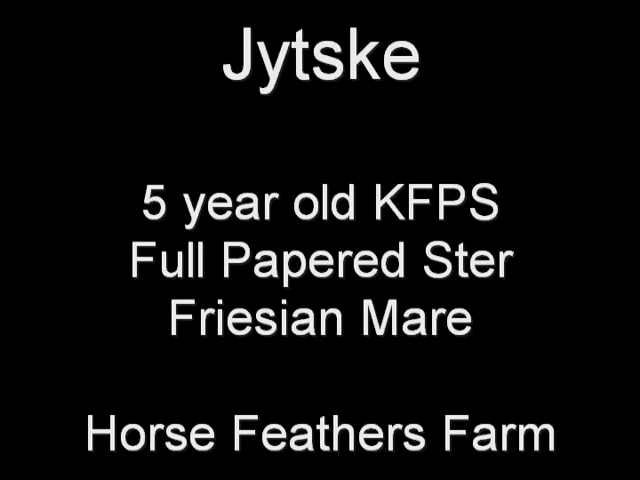 Jytske
5 year old KFPS
Full Papered Ster
Friesian Mare
Horse Feathers Farm